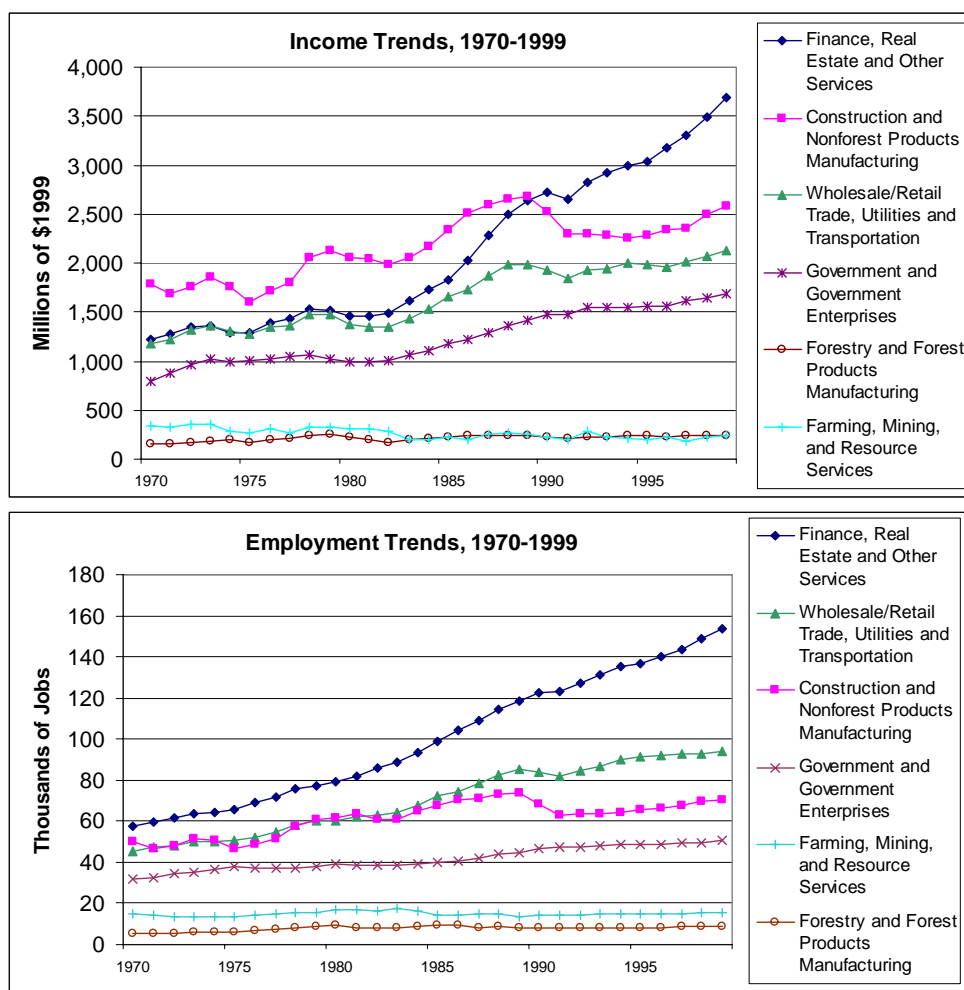 Income Trends, 1970-1999
Millions of $1999
4,000
3,500
3,000
2,500
2,000
1,500
1,000
500
0
1970
1975
1980
1985
1990
1995
Finance, Real
Estate and Other
Services
Construction and
Nonforest Products
Manufacturing
Wholesale/Retail
Trade, Utilities and
Transportation
Government and
Government
Enterprises
Forestry and Forest
Products
Manufacturing
Farming, Mining,
and Resource
Services
Employment Trends, 1970-1999
Thousands of Jobs
180
160
140
120
100
80
60
40
20
0
1970
1975
1980
1985
1990
1995
Finance, Real
Estate and Other
Services
Wholesale/Retail
Trade, Utilities and
Transportation
Construction and
Nonforest Products
Manufacturing
Government and
Government
Enterprises
Farming, Mining,
and Resource
Services
Forestry and Forest
Products
Manufacturing